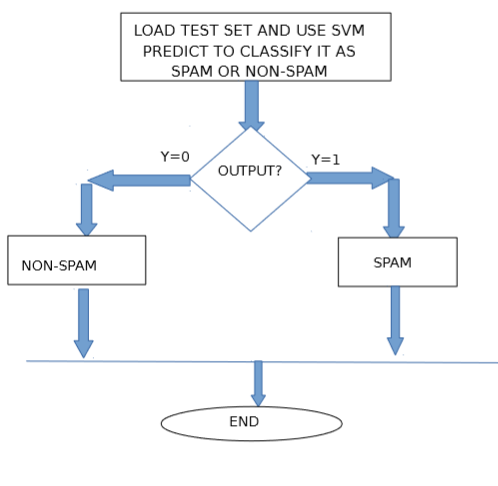 LOAD TEST SET AND USE SVM
PREDICT TO CLASSIFY IT AS
SPAM OR NON-SPAM
Y=0
Y=1
OUTPUT?
NON-SPAM
SPAM
END